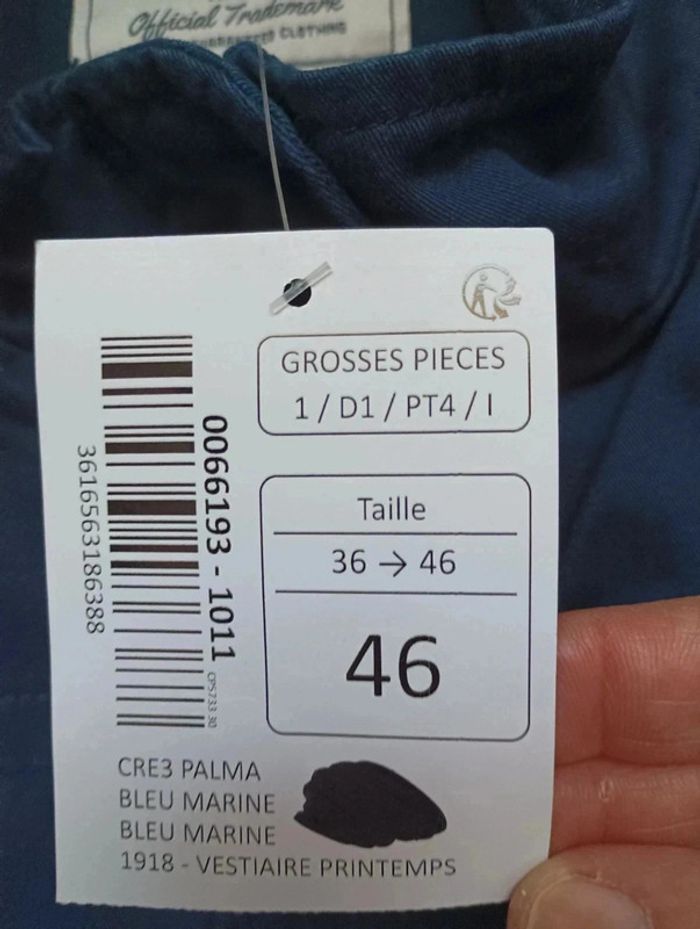 Official Trademark
CLOTHING
GROSSES PIECES
1 / D1 / PT4 / I
Taille
36 → 46
46
0066193 - 1011
3616563186388
CRE3 PALMA
BLEU MARINE
BLEU MARINE
1918 - VESTIAIRE PRINTEMPS